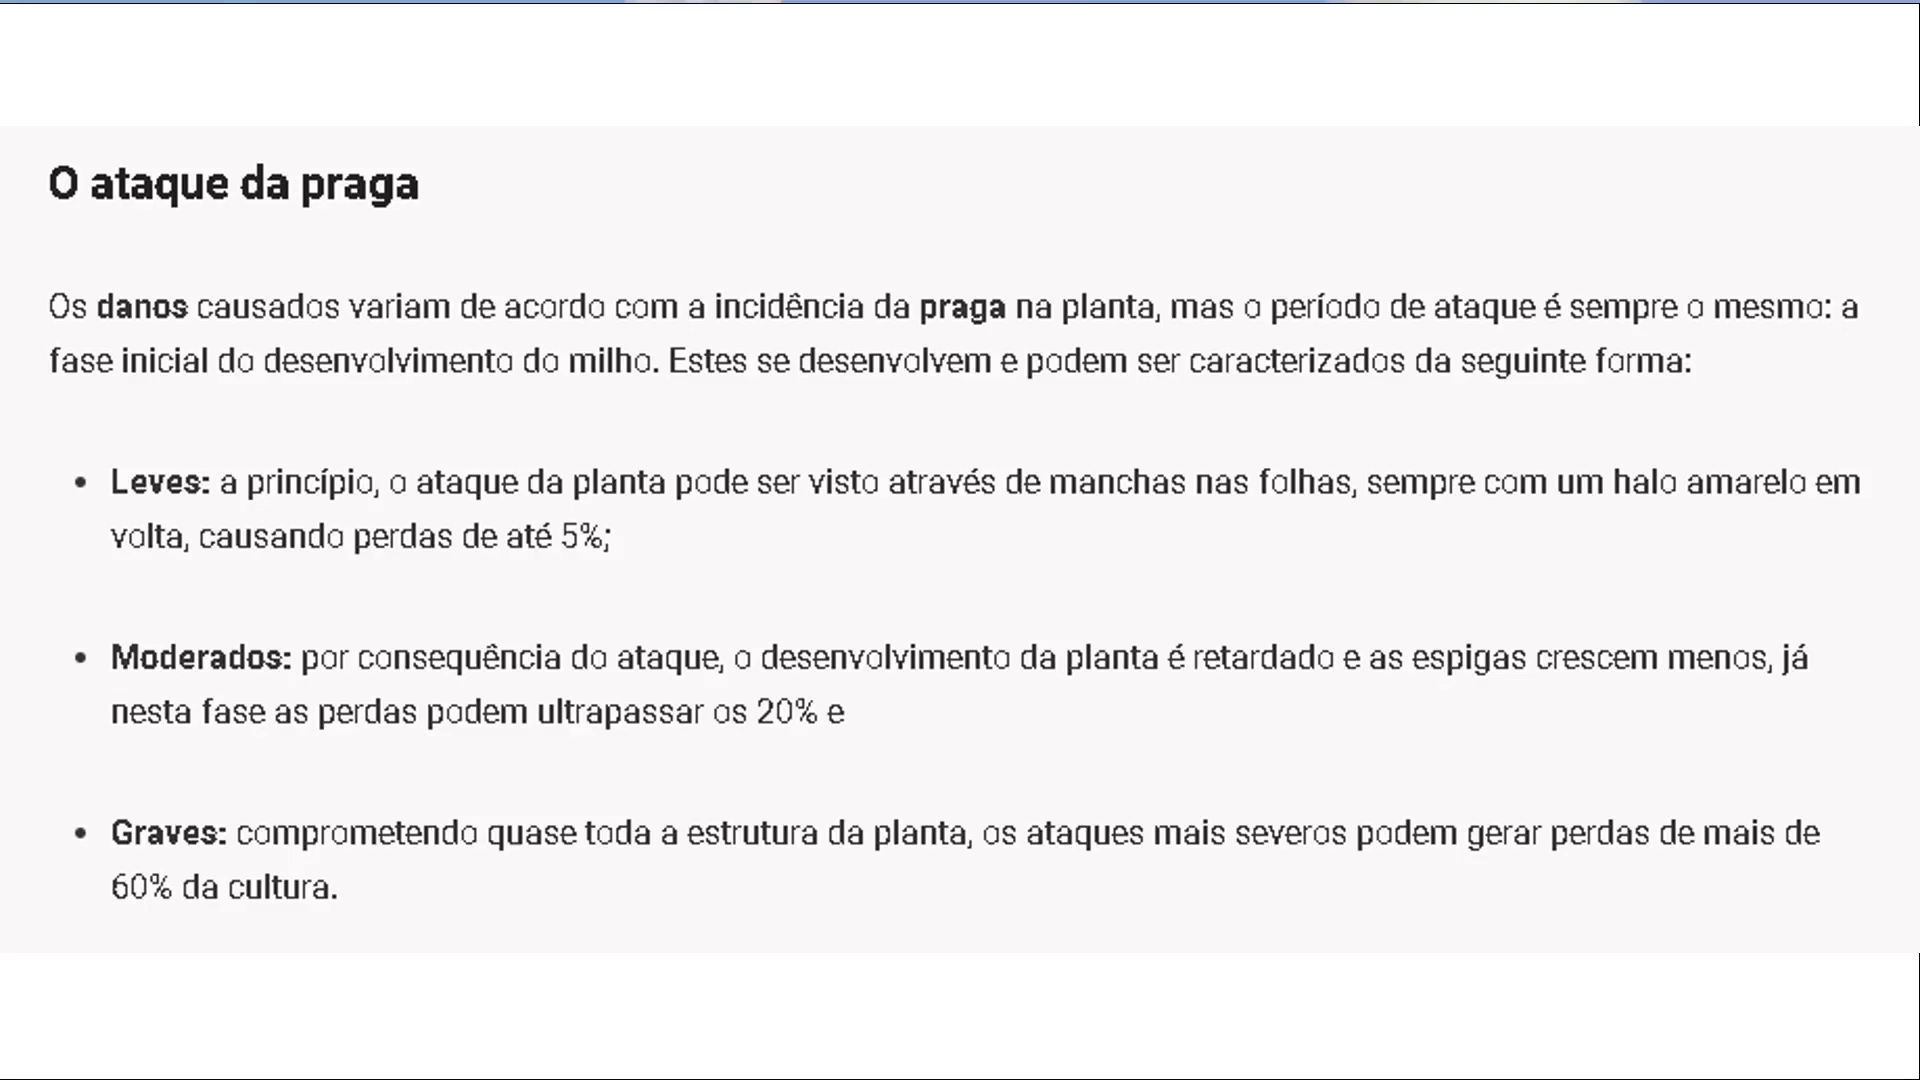 O ataque da praga
Os danos causados variam de acordo com a incidência da praga na planta, mas o período de ataque é sempre o mesmo: a
fase inicial do desenvolvimento do milho. Estes se desenvolvem e podem ser caracterizados da seguinte forma:
• Leves: a princípio, o ataque da planta pode ser visto através de manchas nas folhas, sempre com um halo amarelo em
volta, causando perdas de até 5%;
• Moderados: por consequência do ataque, o desenvolvimento da planta é retardado e as espigas crescem menos, já
nesta fase as perdas podem ultrapassar os 20% e
• Graves: comprometendo quase toda a estrutura da planta, os ataques mais severos podem gerar perdas de mais de
60% da cultura.